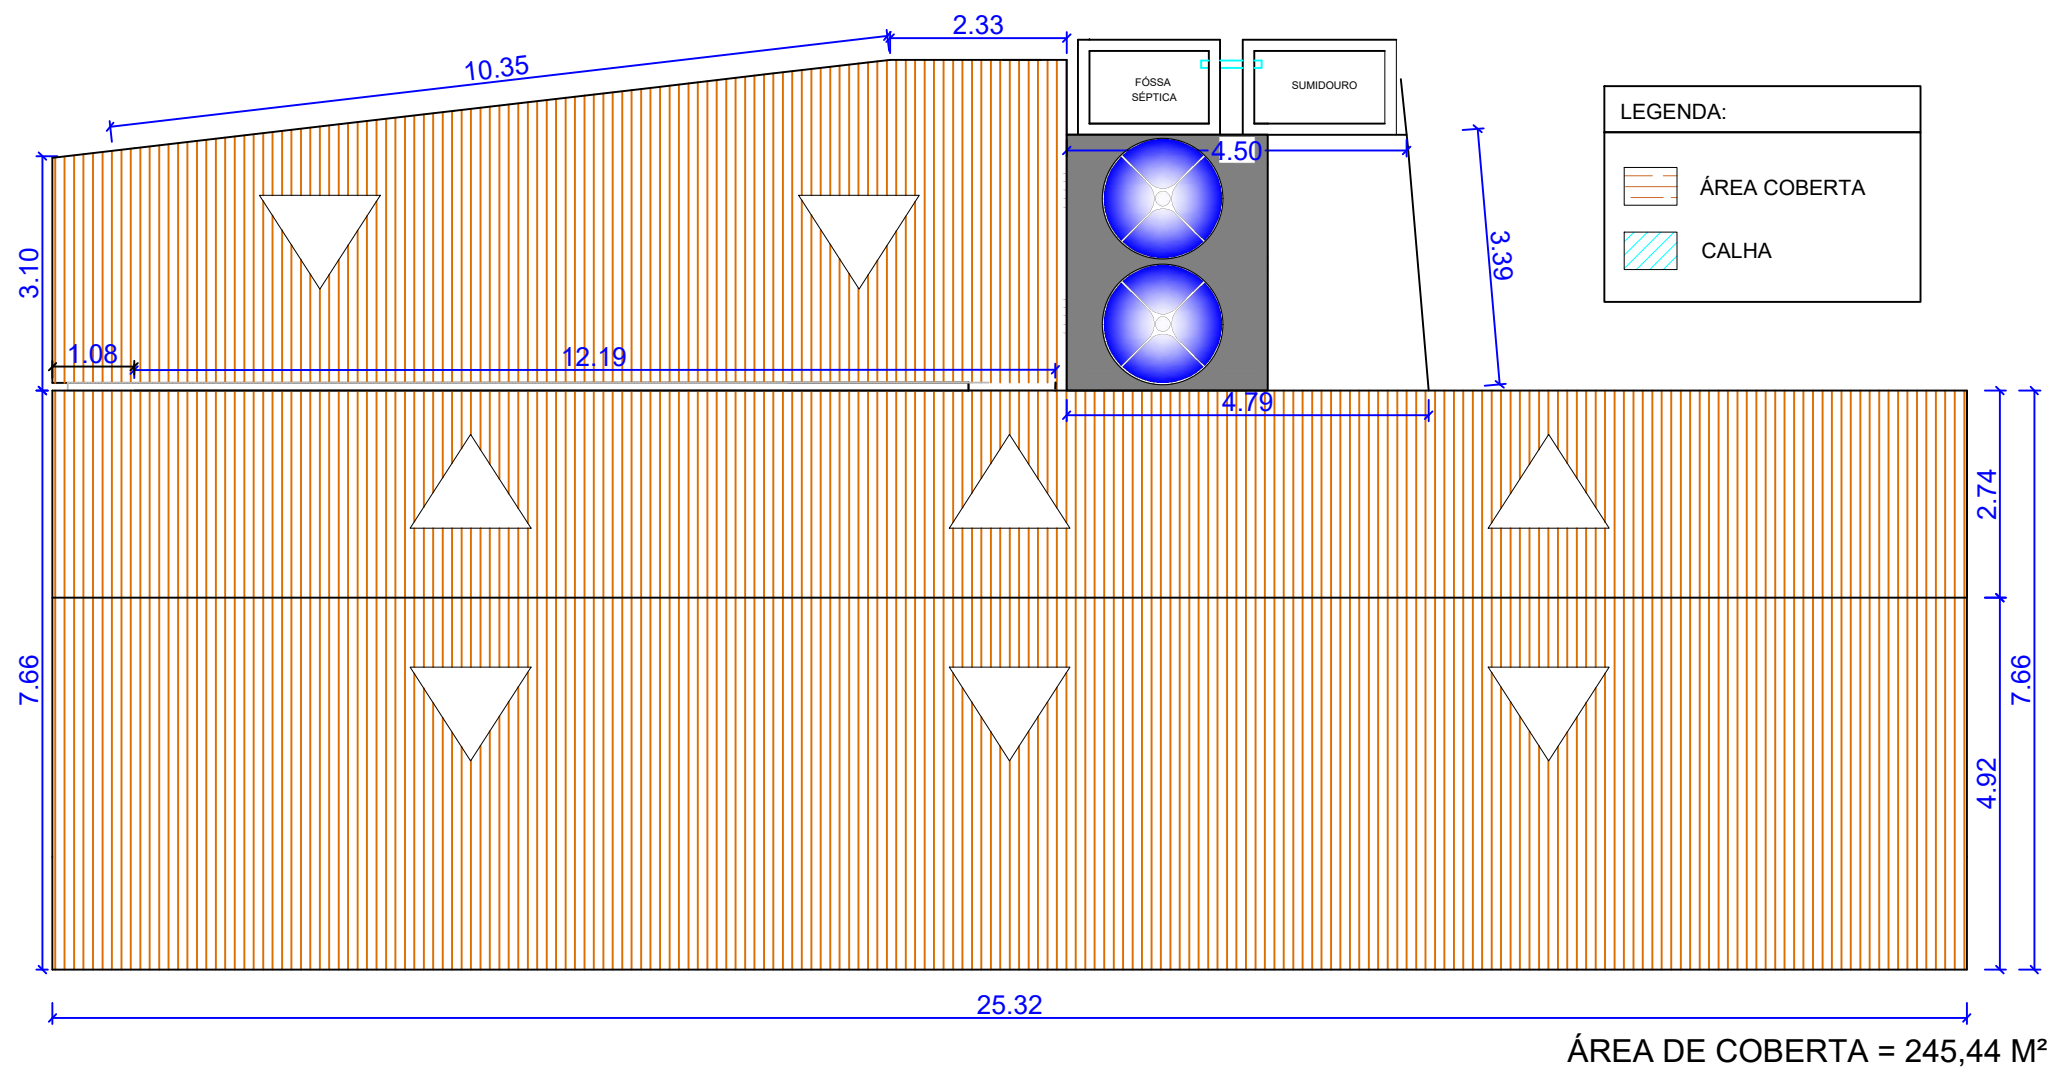 2.33
10.35
FÓSSA
SÉPTICA
SUMIDOURO
LEGENDA:
ÁREA COBERTA
CALHA
4.50
3.39
3.10
1.08
12.19
4.79
2.74
7.66
7.66
4.92
25.32
ÁREA DE COBERTA = 245,44 M²